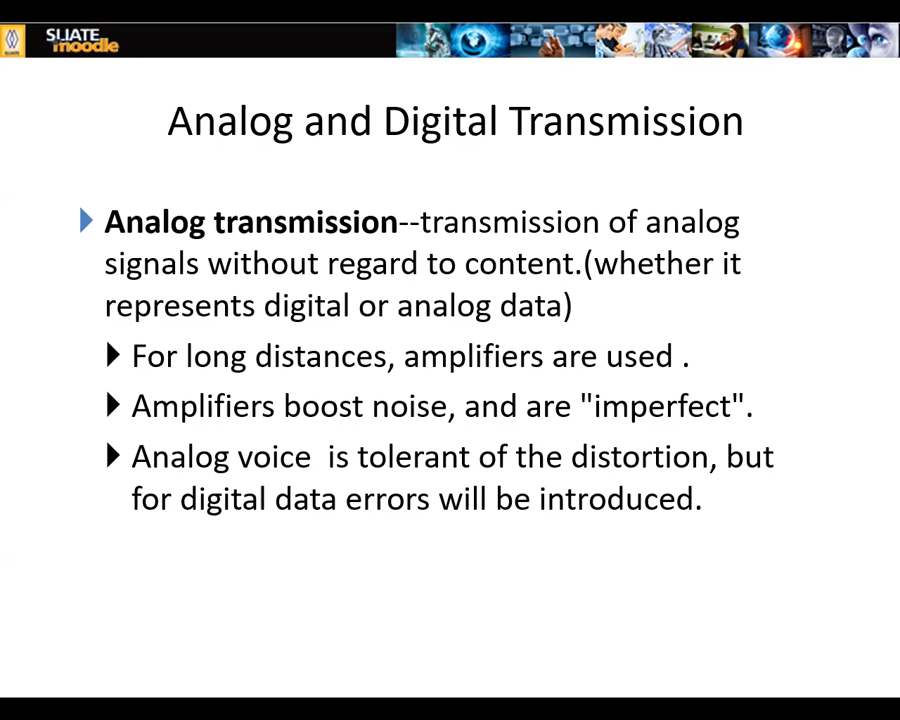 SLIATE
moodle
Analog and Digital Transmission
Analog transmission--transmission of analog
signals without regard to content.(whether it
represents digital or analog data)
For long distances, amplifiers are used .
Amplifiers boost noise, and are "imperfect".
Analog voice  is tolerant of the distortion, but
for digital data errors will be introduced.